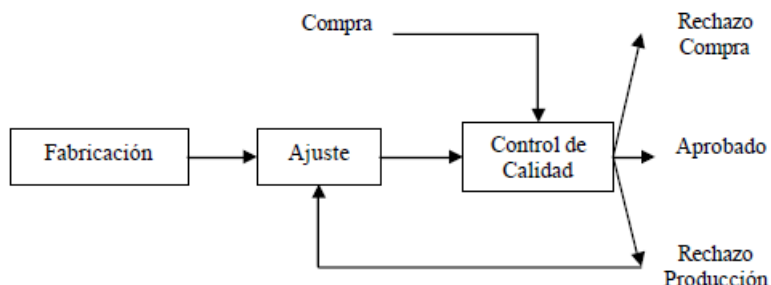 Compra
Rechazo
Compra
Fabricación
Ajuste
Control de
Calidad
Aprobado
Rechazo
Producción